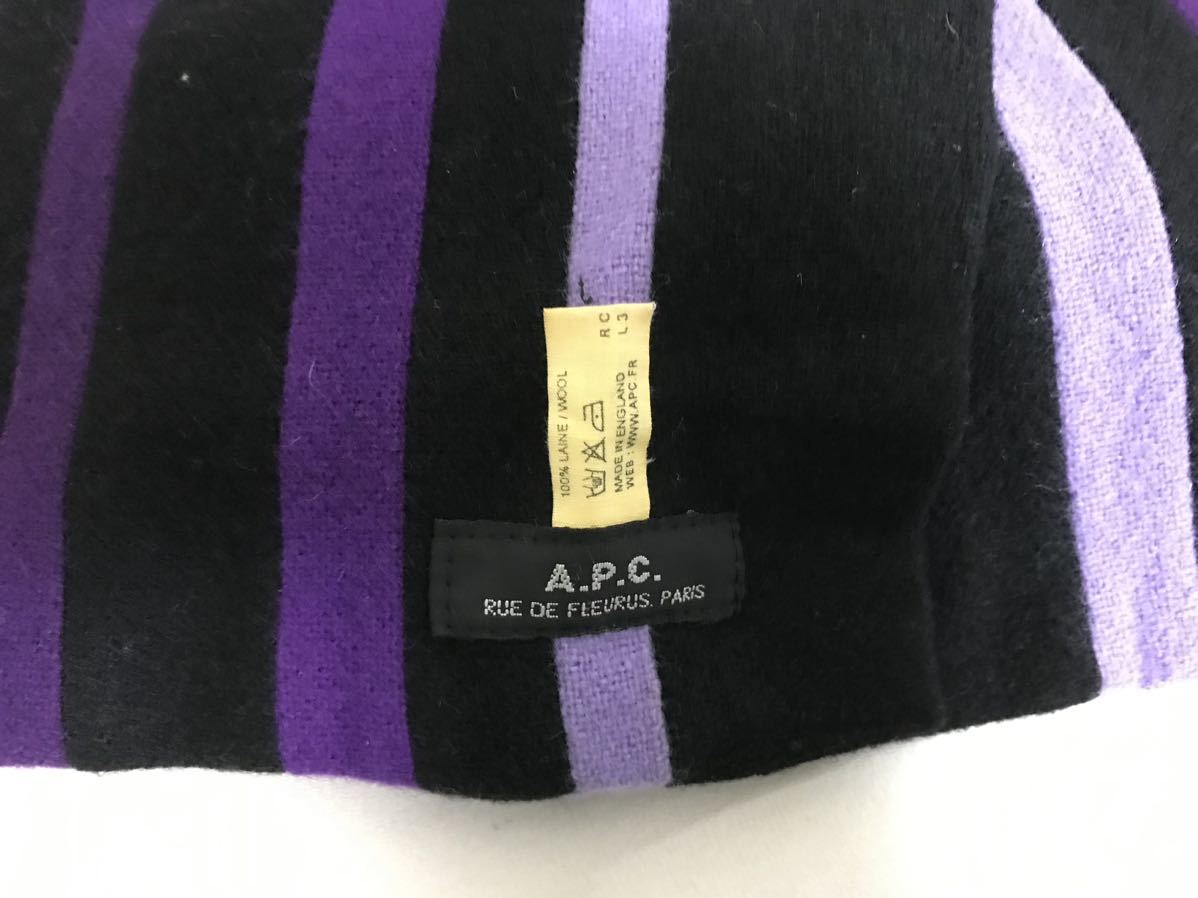 100% LAINE / WOOL
MADE IN ENGLAND
WEB : WWW.APC.FR
R C
L 3
A.P.C.
RUE DE FLEURUS. PARIS